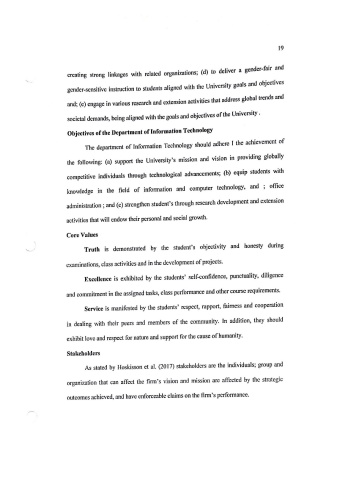 19
creating strong linkages with related organizations; (d) to deliver a gender-fair and
gender-sensitive instruction to students aligned with the University goals and objectives
and; (e) engage in various research and extension activities that address global trends and
societal demands, being aligned with the goals and objectives of the University .
Objectives of the Department of Information Technology
The department of Information Technology should adhere I the achievement of
the following: (a) support the University's mission and vision in providing globally
competitive individuals through technological advancements; (b) equip students with
knowledge in the field of information and computer technology, and ; office
administration ; and (c) strengthen student's through research development and extension
activities that will endow their personal and social growth.
Core Values
Truth is demonstrated by the student's objectivity and honesty during
examinations, class activities and in the development of projects.
Excellence is exhibited by the students' self-confidence, punctuality, diligence
and commitment in the assigned tasks, class performance and other course requirements.
Service is manifested by the students' respect, rapport, fairness and cooperation
in dealing with their peers and members of the community. In addition, they should
exhibit love and respect for nature and support for the cause of humanity.
Stakeholders
As stated by Hoskisson et al. (2017) stakeholders are the individuals; group and
organization that can affect the firm's vision and mission are affected by the strategic
outcomes achieved, and have enforceable claims on the firm's performance.